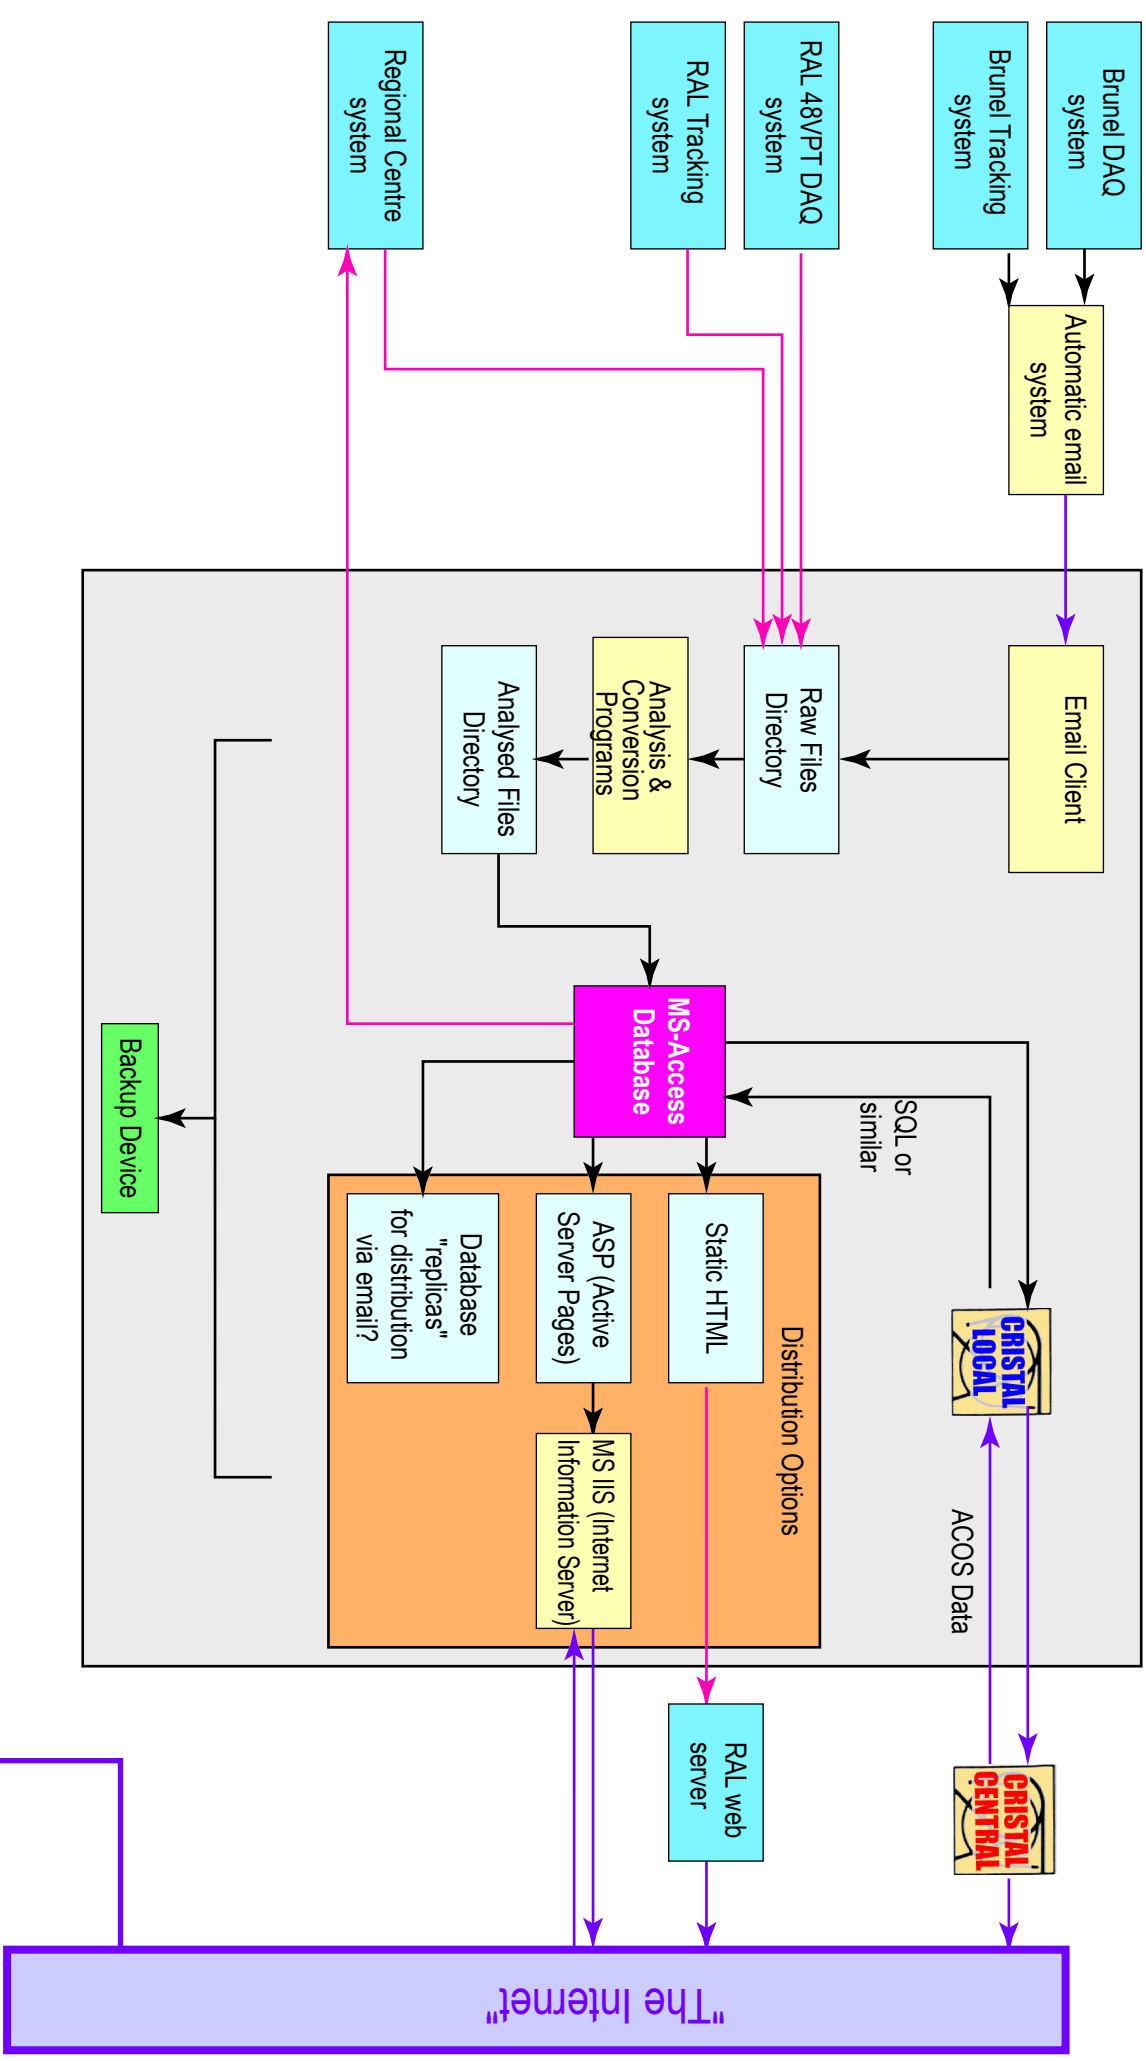 Brunel DAQ
system
Brunel Tracking
system
RAL 48VPT DAQ
system
RAL Tracking
system
Regional Centre
system
Automatic email
system
Email Client
Raw Files
Directory
Analysis &
Conversion
Programs
Analysed Files
Directory
MS-Access
Database
SQL or
similar
CRISTAL
LOCAL
ACOS Data
CRISTAL
CENTRAL
Distribution Options
Static HTML
ASP (Active
Server Pages)
MS IIS (Internet
Information Server)
Database
"replicas"
for distribution
via email?
Backup Device
RAL web
server
"The Internet"